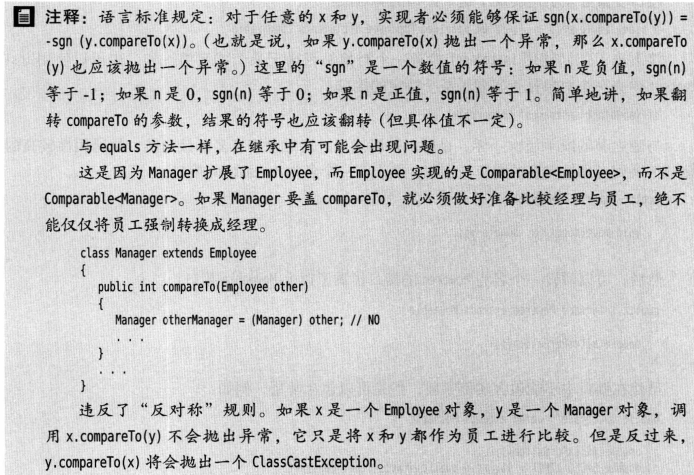 注释：语言标准规定：对于任意的 x 和 y，实现者必须能够保证 sgn(x.compareTo(y)) =
-sgn (y.compareTo(x))。（也就是说，如果 y.compareTo(x) 抛出一个异常，那么 x.compareTo
(y) 也应该抛出一个异常。）这里的“sgn”是一个数值的符号：如果 n 是负值，sgn(n)
等于 -1；如果 n 是 0，sgn(n) 等于 0；如果 n 是正值，sgn(n) 等于 1。简单地讲，如果翻
转 compareTo 的参数，结果的符号也应该翻转（但具体值不一定）。
与 equals 方法一样，在继承中有可能会出现问题。
这是因为 Manager 扩展了 Employee，而 Employee 实现的是 Comparable<Employee>，而不是
Comparable<Manager>。如果 Manager 要盖 compareTo，就必须做好准备比较经理与员工，绝不
能仅仅将员工强制转换成经理。
class Manager extends Employee
{
public int compareTo(Employee other)
{
Manager otherManager = (Manager) other; // NO
. . .
}
. . .
}
违反了“反对称”规则。如果 x 是一个 Employee 对象，y 是一个 Manager 对象，调
用 x.compareTo(y) 不会抛出异常，它只是将 x 和 y 都作为员工进行比较。但是反过来，
y.compareTo(x) 将会抛出一个 ClassCastException。